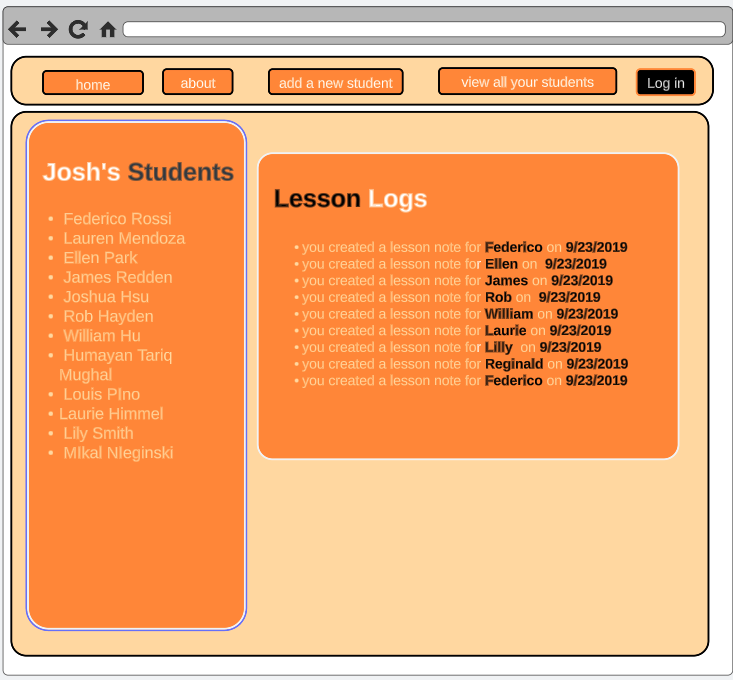 home
about
add a new student
view all your students
Log in
Josh's Students
• Federico Rossi
• Lauren Mendoza
• Ellen Park
• James Redden
• Joshua Hsu
• Rob Hayden
• William Hu
• Humayan Tariq
Mughal
• Louis PIno
• Laurie Himmel
• Lily Smith
• MIkal NIeginski
Lesson Logs
• you created a lesson note for Federico on 9/23/2019
• you created a lesson note for Ellen on 9/23/2019
• you created a lesson note for James on 9/23/2019
• you created a lesson note for Rob on 9/23/2019
• you created a lesson note for William on 9/23/2019
• you created a lesson note for Laurie on 9/23/2019
• you created a lesson note for Lilly on 9/23/2019
• you created a lesson note for Reginald on 9/23/2019
• you created a lesson note for Federico on 9/23/2019